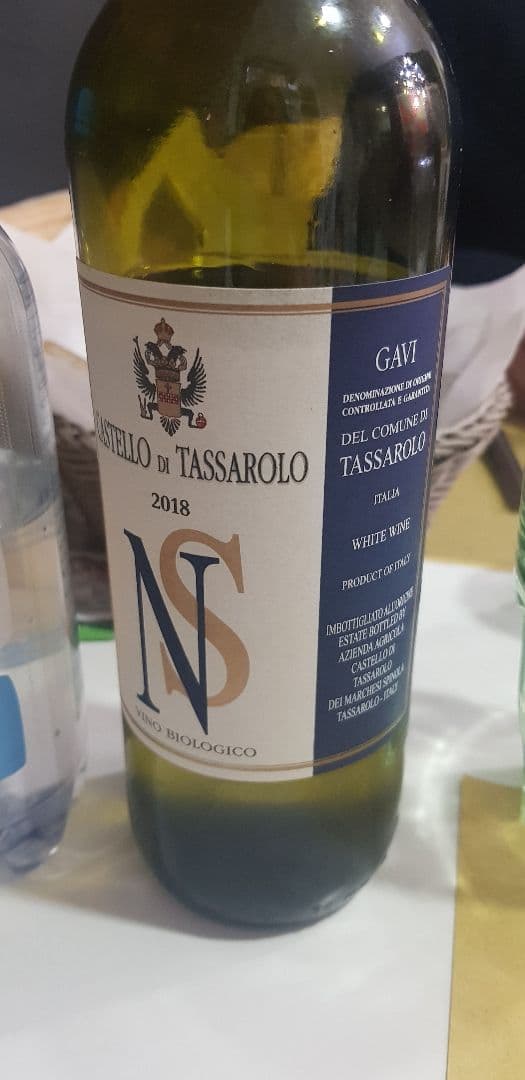 CASTELLO DI TASSAROLO
2018
NS
VINO BIOLOGICO
GAVI
DENOMINAZIONE DI ORIGINE
CONTROLLATA E GARANTITA
DEL COMUNE DI
TASSAROLO
ITALIA
WHITE WINE
PRODUCT OF ITALY
IMBOTTIGLIATO ALL'ORIGINE
ESTATE BOTTLED BY
AZIENDA AGRICOLA
CASTELLO DI
TASSAROLO
DEI MARCHESI SPINOLA
TASSAROLO - ITALY